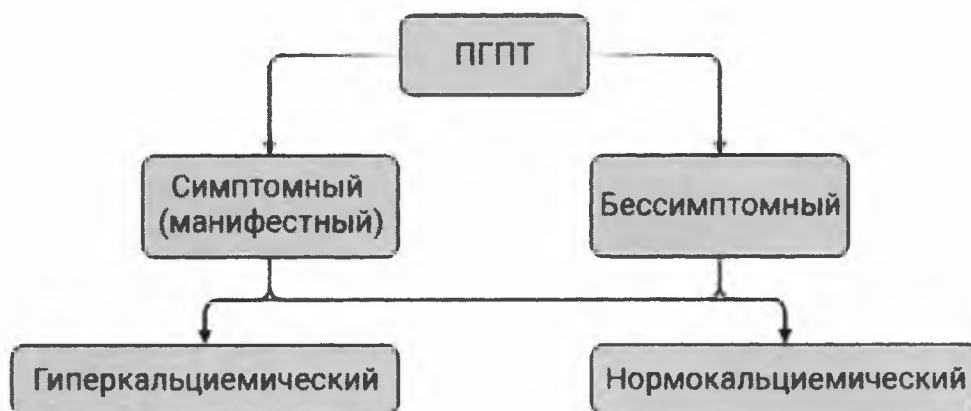 ПГПТ
Симптомный
(манифестный)
Бессимптомный
Гиперкальциемический
Нормокальциемический